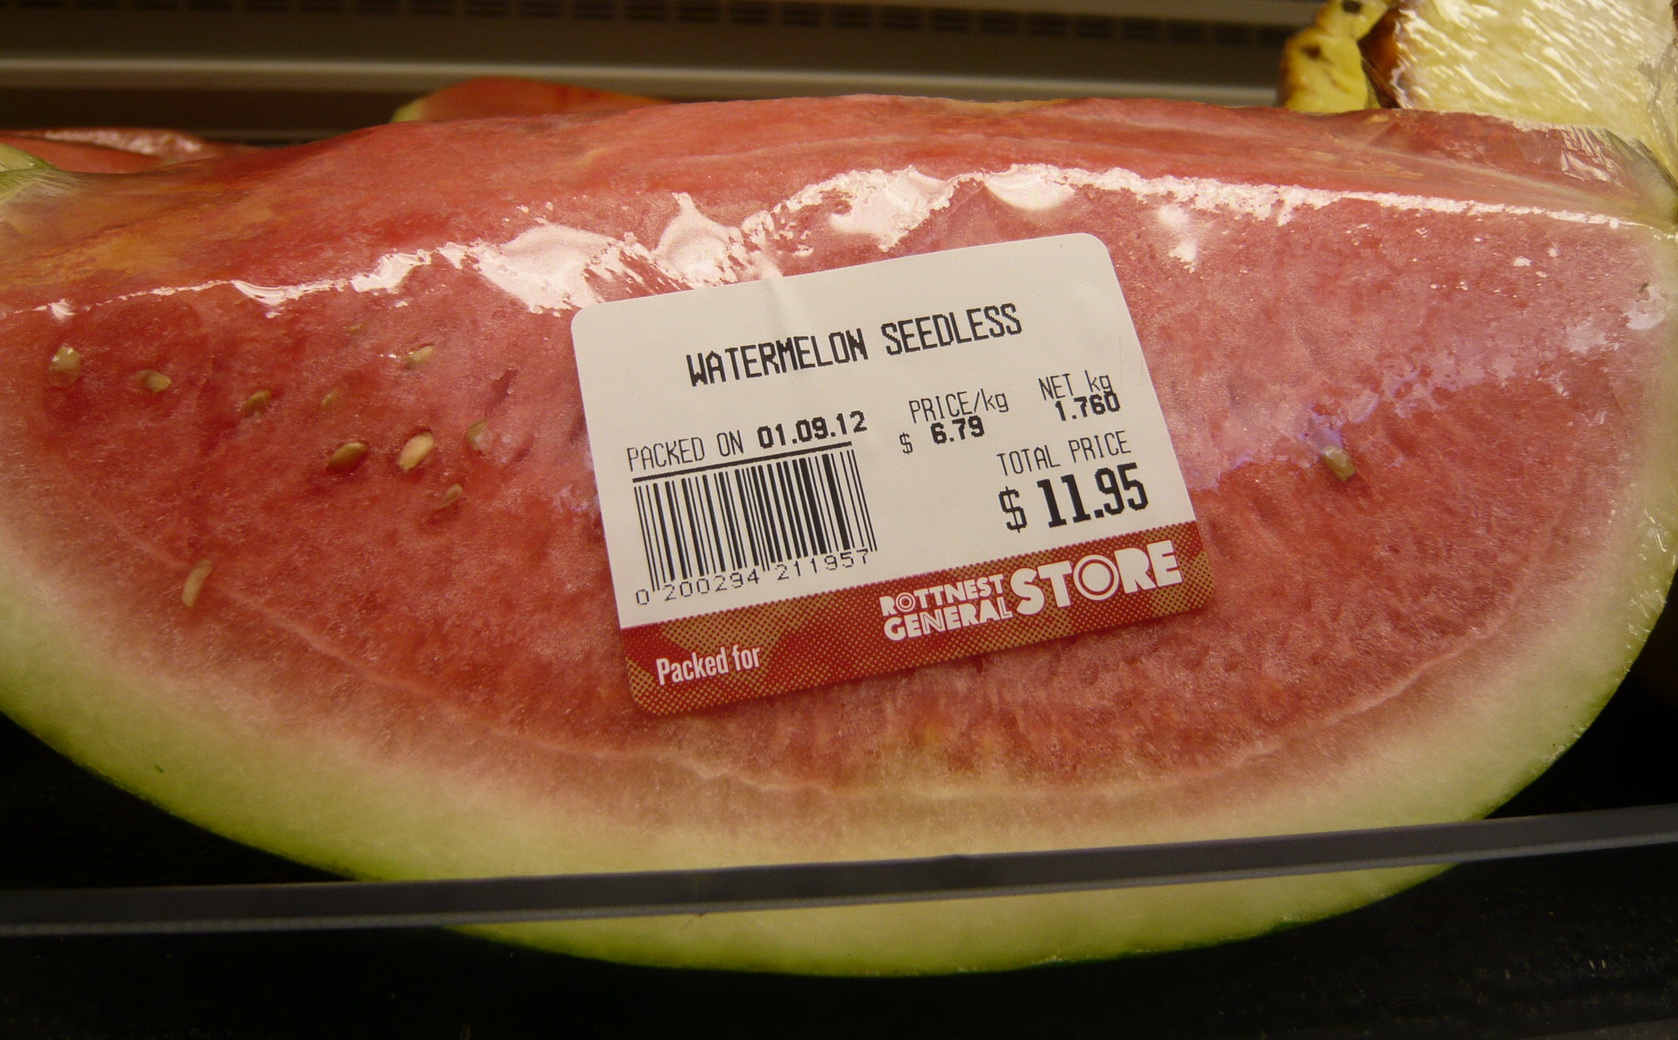 WATERMELON SEEDLESS
PACKED ON 01.09.12
PRICE/kg
$ 6.79
NET kg
1.760
TOTAL PRICE
$ 11.95
0 200294 211957
Packed for
ROTTNEST
GENERAL
STORE